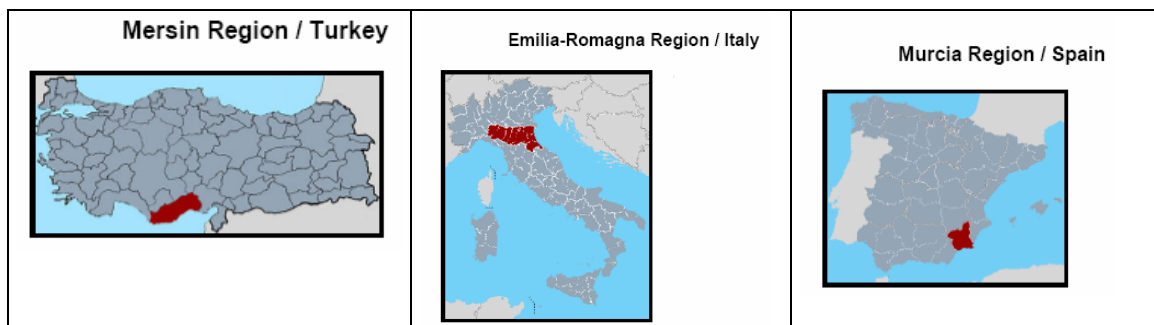 Mersin Region / Turkey
Emilia-Romagna Region / Italy
Murcia Region / Spain